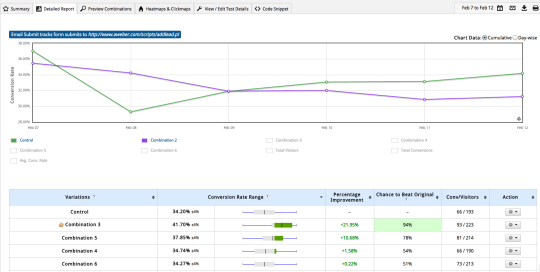 Summary Detailed Report Preview Combinations Heatmaps & Clickmaps View / Edit Test Details Code Snippet Feb 7 to Feb 12
Email Submit tracks form submits to http://www.aweber.com/scripts/addlead.pl
Chart Data: Cumulative Day-wise
Conversion Rate
38.00%
36.00%
34.00%
32.00%
30.00%
28.00%
Feb 07 Feb 08 Feb 09 Feb 10 Feb 11 Feb 12
Control Combination 2 Combination 3 Combination 4
Combination 5 Combination 6 Total Visitors Total Conversions
Avg. Conv. Rate
Variations Conversion Rate Range Percentage Improvement Chance to Beat Original Conv/Visitors Action
Control 34.20% ±4% – – 66 / 193
Combination 3 41.70% ±4% +21.95% 94% 93 / 223
Combination 5 37.85% ±4% +10.68% 78% 81 / 214
Combination 4 34.74% ±4% +1.58% 54% 66 / 190
Combination 6 34.27% ±4% +0.22% 51% 73 / 213